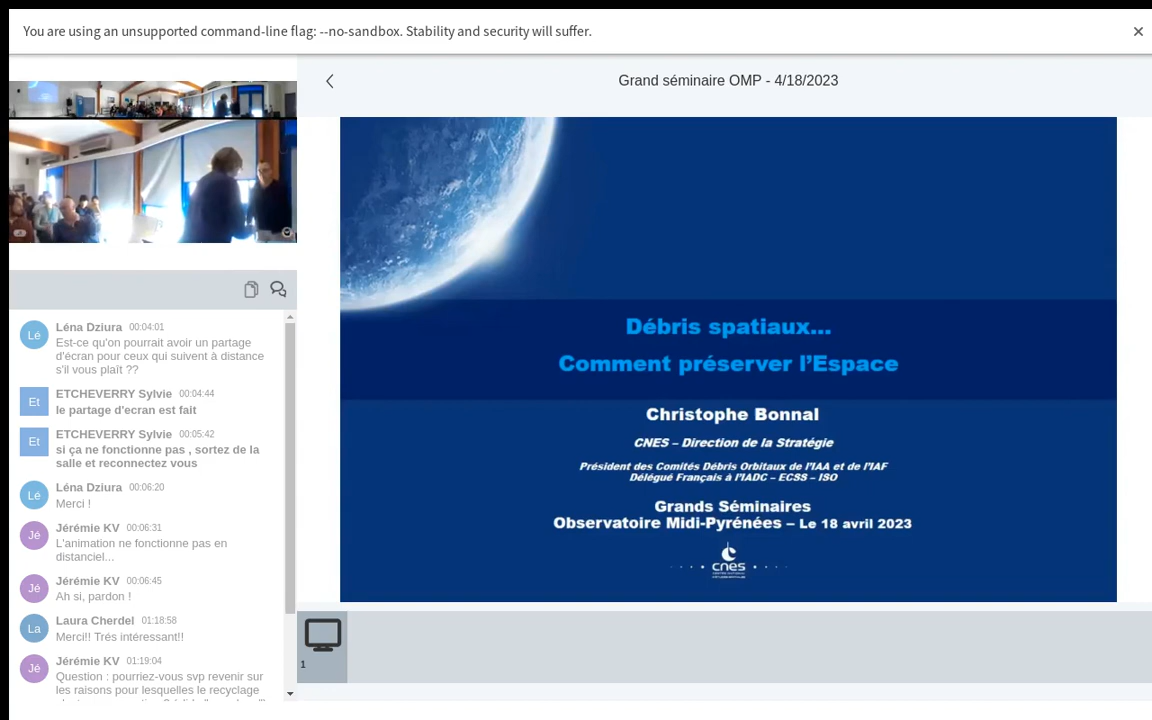 You are using an unsupported command-line flag: --no-sandbox. Stability and security will suffer.
Grand séminaire OMP - 4/18/2023
Lé
Léna Dziura 00:04:01
Est-ce qu'on pourrait avoir un partage
d'écran pour ceux qui suivent à distance
s'il vous plaît ??
Et
ETCHEVERRY Sylvie 00:04:44
le partage d'ecran est fait
Et
ETCHEVERRY Sylvie 00:05:42
si ça ne fonctionne pas , sortez de la
salle et reconnectez vous
Lé
Léna Dziura 00:06:20
Merci !
Jé
Jérémie KV 00:06:31
L'animation ne fonctionne pas en
distanciel...
Jé
Jérémie KV 00:06:45
Ah si, pardon !
La
Laura Cherdel 01:18:58
Merci!! Trés intéressant!!
Jé
Jérémie KV 01:19:04
Question : pourriez-vous svp revenir sur
les raisons pour lesquelles le recyclage
Débris spatiaux...
Comment préserver l'Espace
Christophe Bonnal
CNES – Direction de la Stratégie
Président des Comités Débris Orbitaux de l'IAA et de l'IAF
Délégué Français à l'IADC – ECSS – ISO
Grands Séminaires
Observatoire Midi-Pyrénées – Le 18 avril 2023
cnes
1